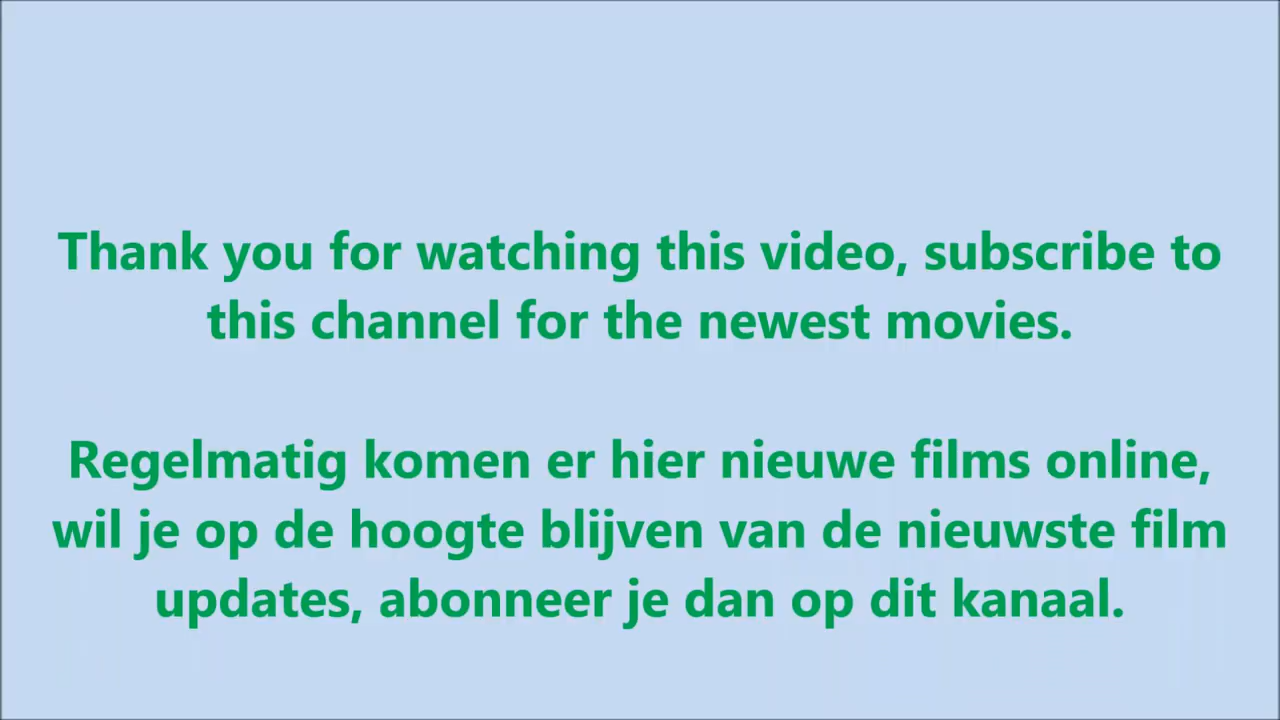 Thank you for watching this video, subscribe to
this channel for the newest movies.
Regelmatig komen er hier nieuwe films online,
wil je op de hoogte blijven van de nieuwste film
updates, abonneer je dan op dit kanaal.